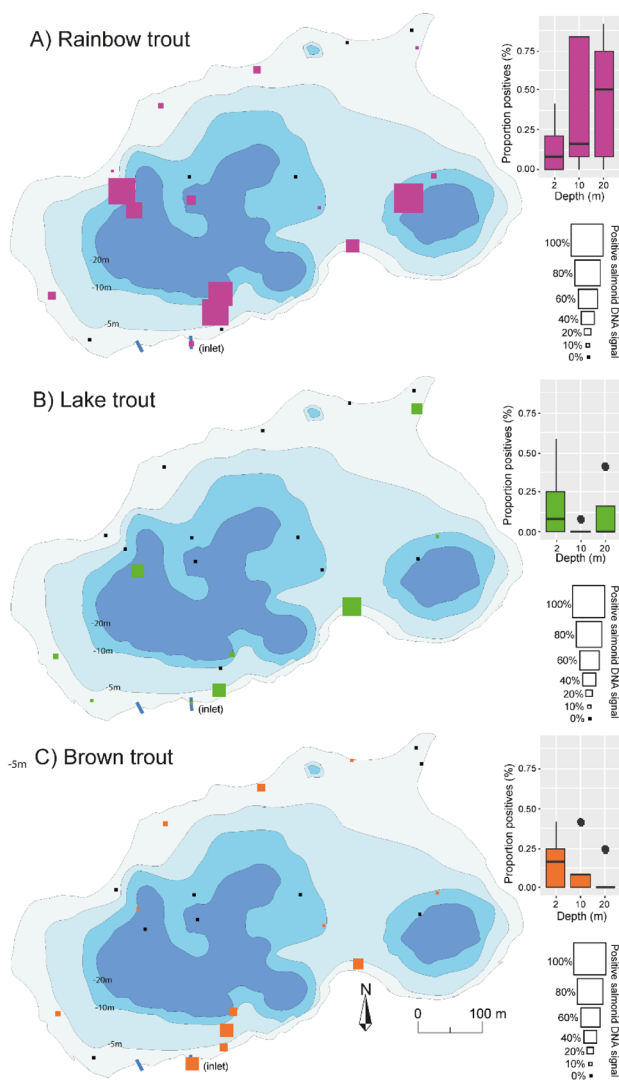 A) Rainbow trout
-20m
-10m
-5m
(inlet)
Proportion positives (%)
0.75
0.50
0.25
0.00
2 10 20
Depth (m)
Positive salmonid DNA signal
100%
80%
60%
40%
20%
10%
0%
B) Lake trout
-20m
-10m
-5m
(inlet)
Proportion positives (%)
0.75
0.50
0.25
0.00
2 10 20
Depth (m)
Positive salmonid DNA signal
100%
80%
60%
40%
20%
10%
0%
-5m
C) Brown trout
-20m
-10m
-5m
(inlet)
N
0 100 m
Proportion positives (%)
0.75
0.50
0.25
0.00
2 10 20
Depth (m)
Positive salmonid DNA signal
100%
80%
60%
40%
20%
10%
0%